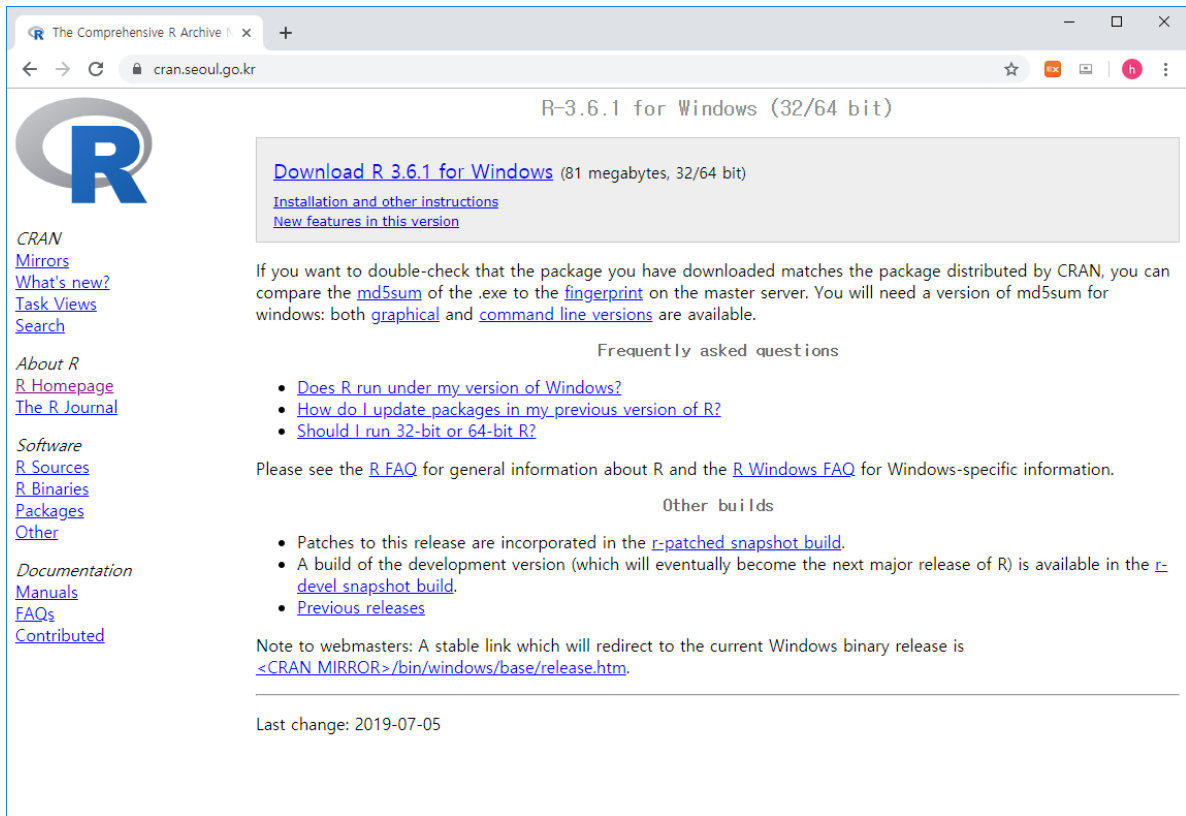 The Comprehensive R Archive N
cran.seoul.go.kr
EX
h
R
CRAN
Mirrors
What's new?
Task Views
Search
About R
R Homepage
The R Journal
Software
R Sources
R Binaries
Packages
Other
Documentation
Manuals
FAQs
Contributed
R-3.6.1 for Windows (32/64 bit)
Download R 3.6.1 for Windows (81 megabytes, 32/64 bit)
Installation and other instructions
New features in this version
If you want to double-check that the package you have downloaded matches the package distributed by CRAN, you can
compare the md5sum of the .exe to the fingerprint on the master server. You will need a version of md5sum for
windows: both graphical and command line versions are available.
Frequently asked questions
• Does R run under my version of Windows?
• How do I update packages in my previous version of R?
• Should I run 32-bit or 64-bit R?
Please see the R FAQ for general information about R and the R Windows FAQ for Windows-specific information.
Other builds
• Patches to this release are incorporated in the r-patched snapshot build.
• A build of the development version (which will eventually become the next major release of R) is available in the r-
devel snapshot build.
• Previous releases
Note to webmasters: A stable link which will redirect to the current Windows binary release is
<CRAN MIRROR>/bin/windows/base/release.htm.
Last change: 2019-07-05